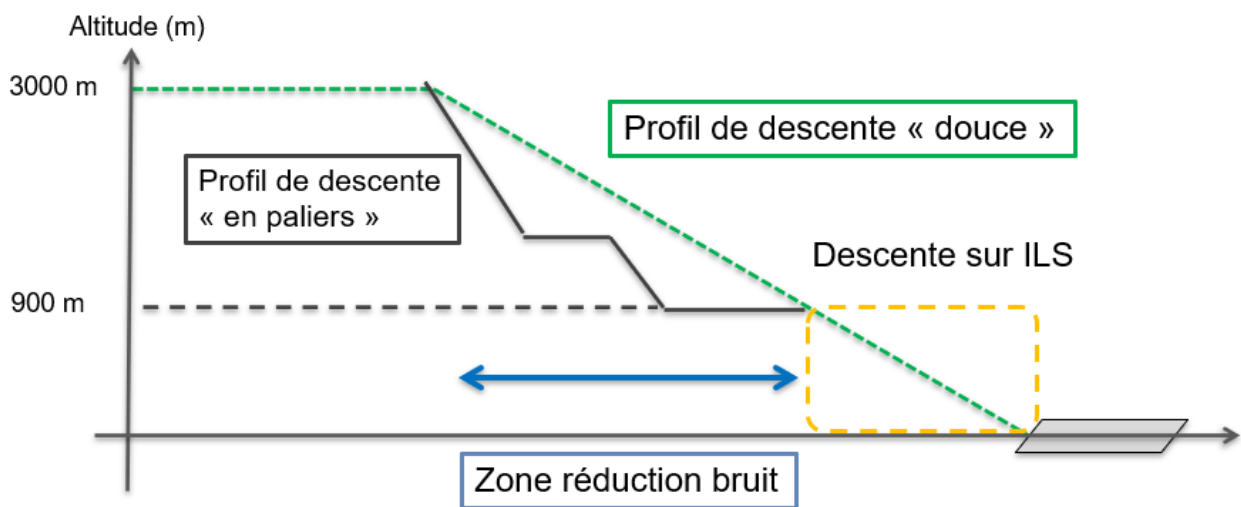 Altitude (m)
3000 m
Profil de descente « douce »
Profil de descente
« en paliers »
Descente sur ILS
900 m
Zone réduction bruit